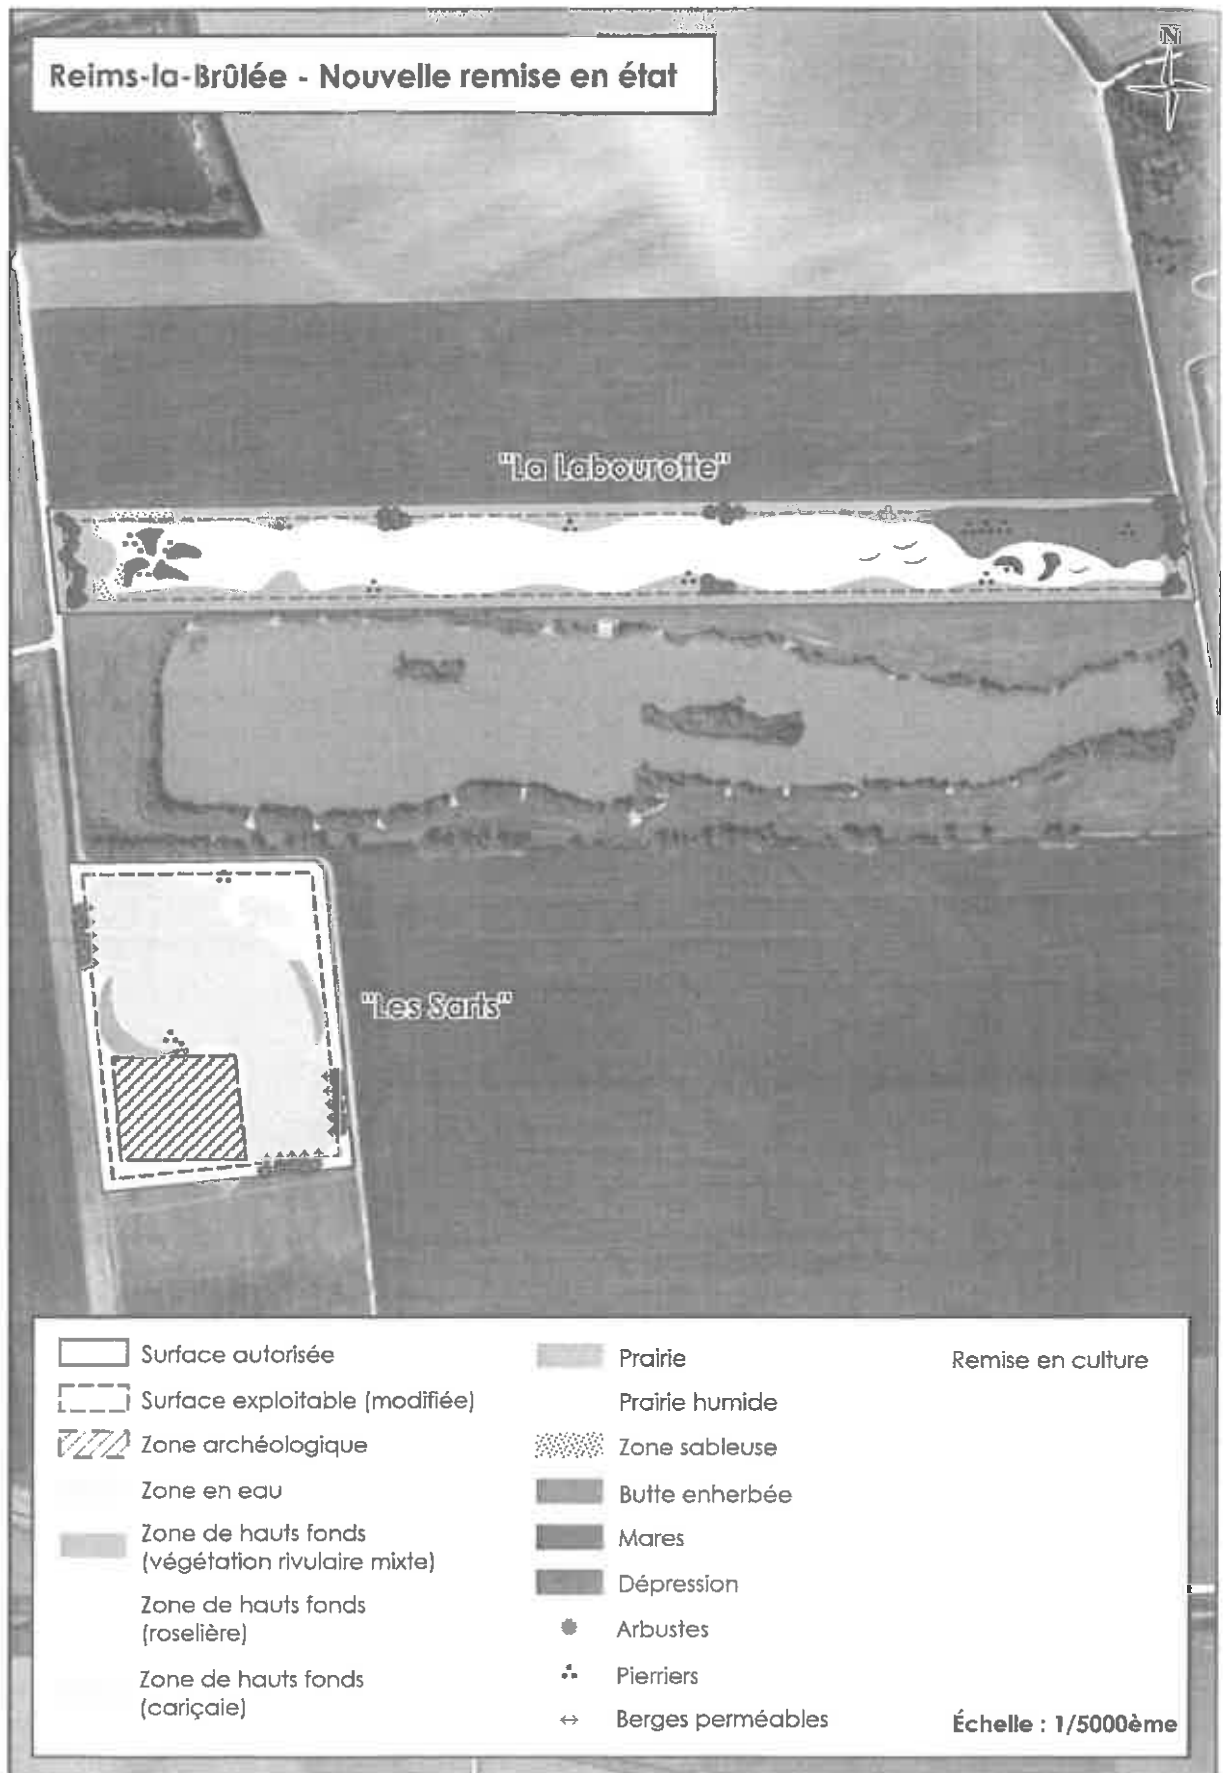 Reims-la-Brûlée - Nouvelle remise en état
N
"La Labourotte"
"Les Sarts"
Surface autorisée
Surface exploitable (modifiée)
Zone archéologique
Zone en eau
Zone de hauts fonds
(végétation rivulaire mixte)
Zone de hauts fonds
(roselière)
Zone de hauts fonds
(cariçaie)
Prairie
Prairie humide
Zone sableuse
Butte enherbée
Mares
Dépression
Arbustes
Pierriers
Berges perméables
Remise en culture
Échelle : 1/5000ème